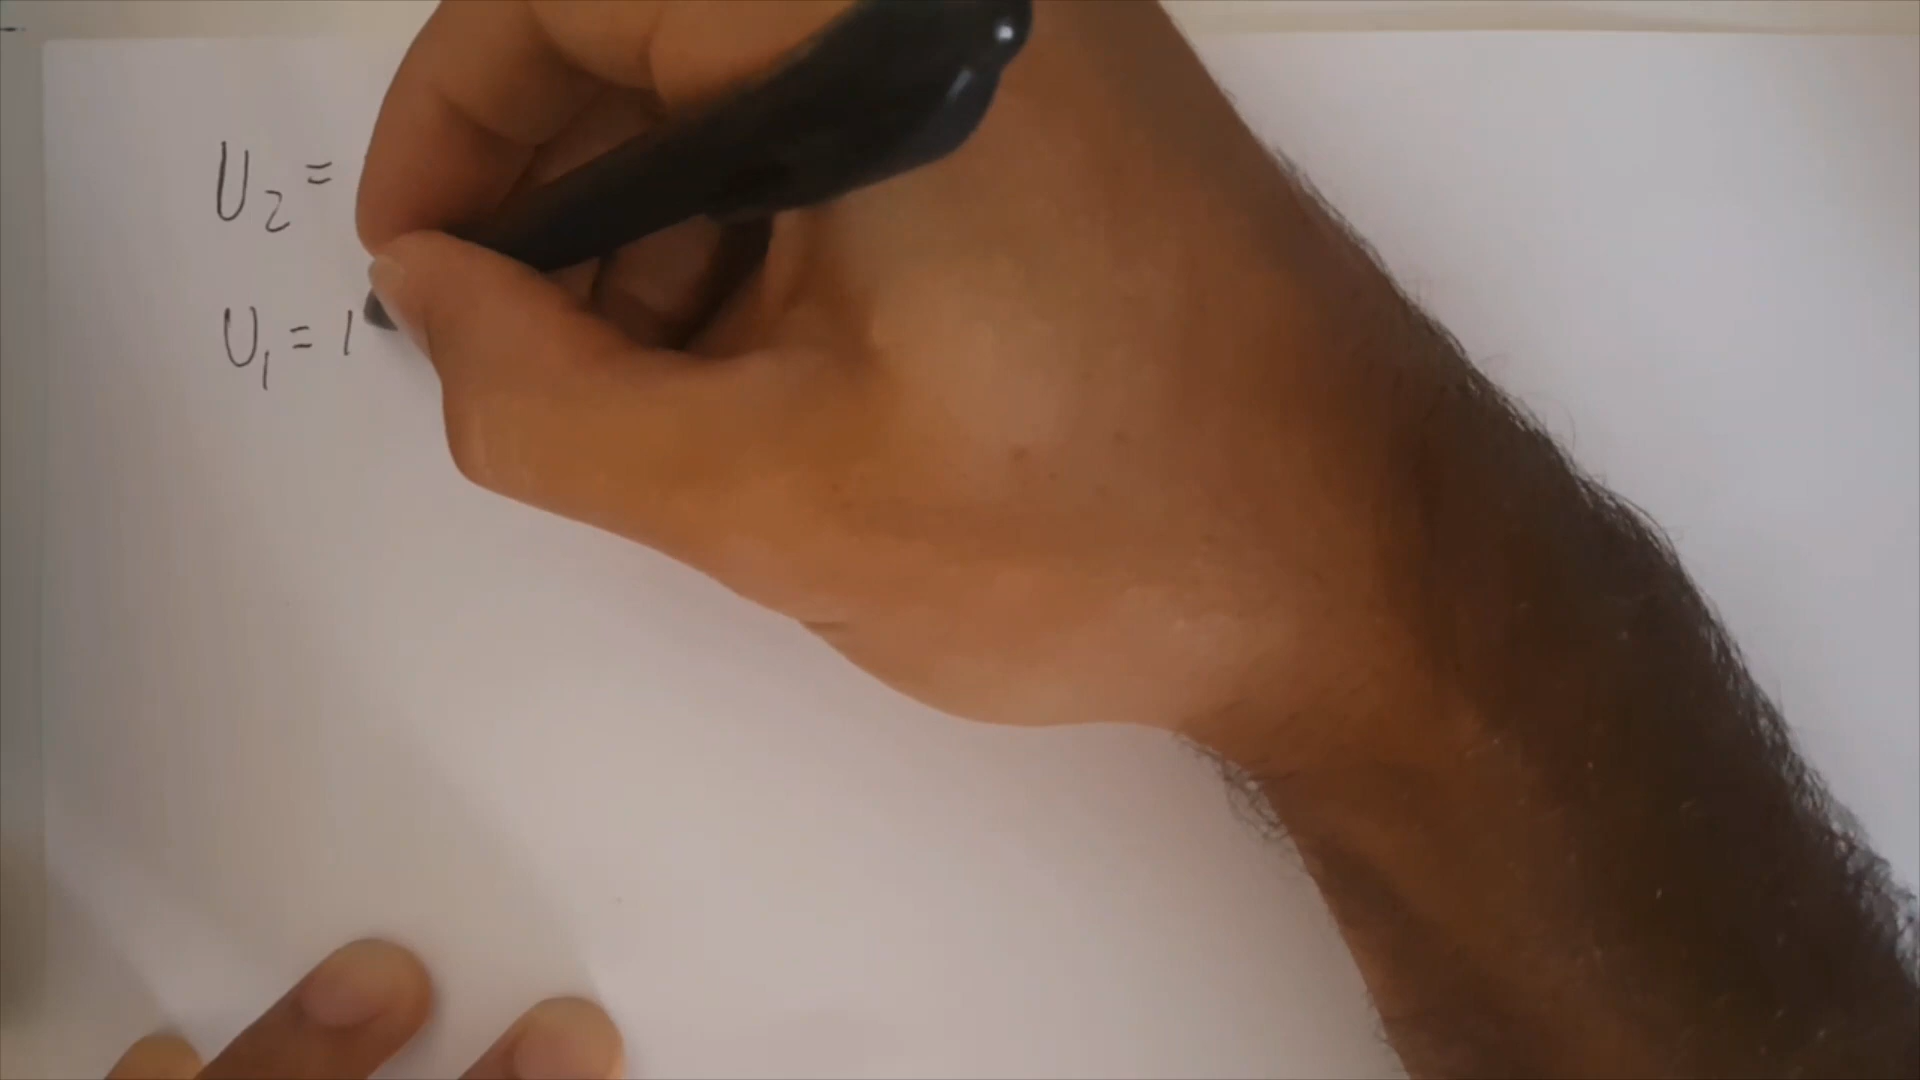 U₂ =
U₁ = 1